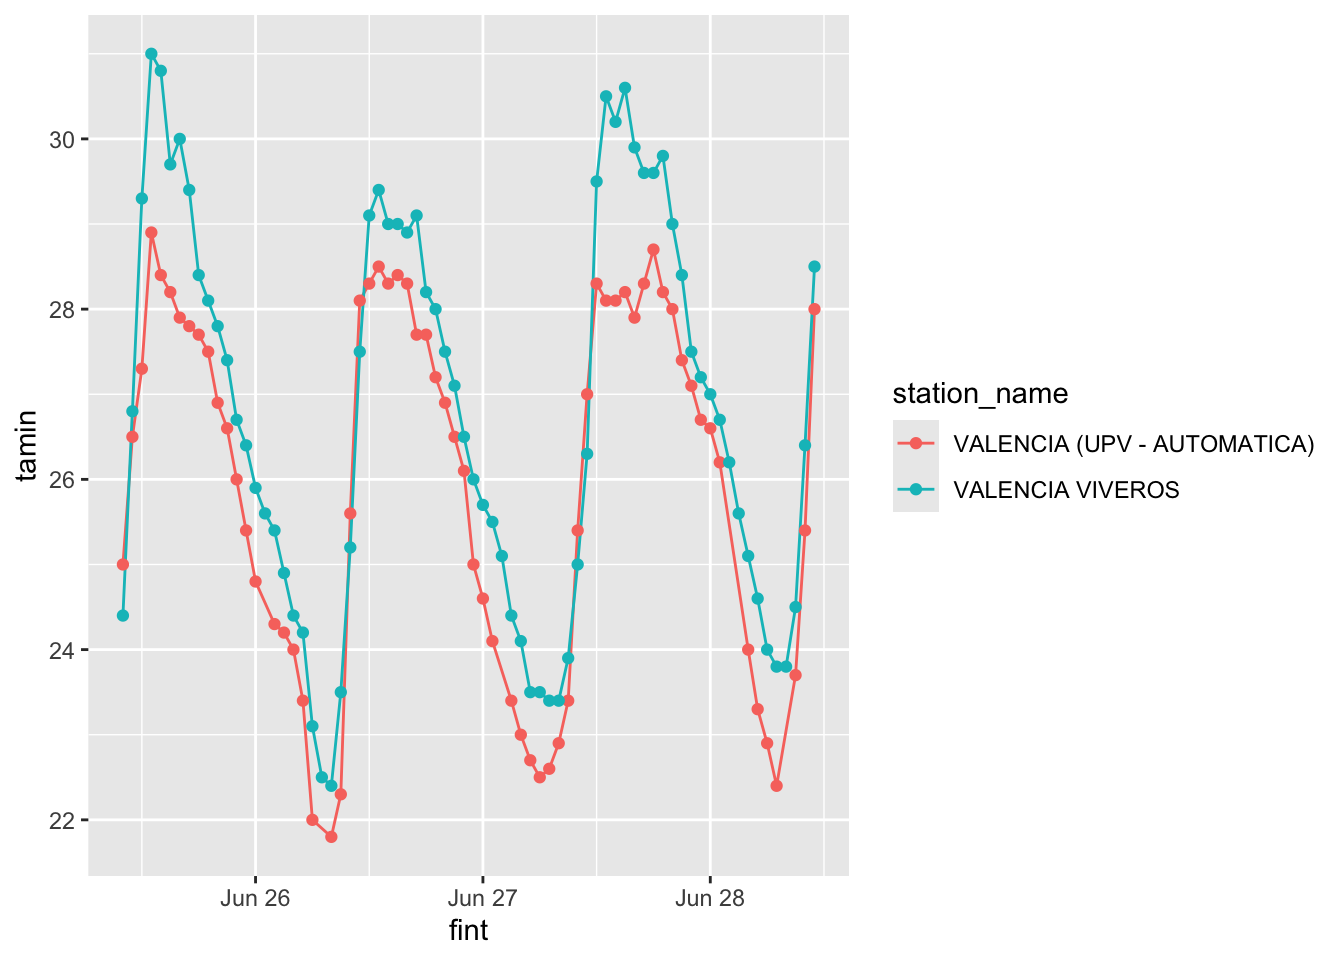 30
28
26
24
22
tamin
Jun 26
Jun 27
Jun 28
fint
station_name
VALENCIA (UPV - AUTOMATICA)
VALENCIA VIVEROS